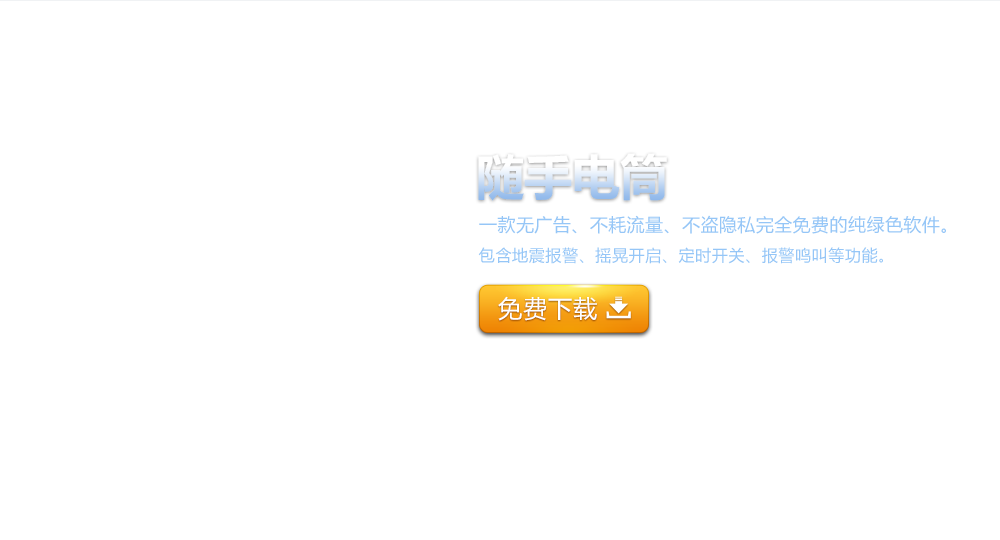 随手电筒
一款无广告、不耗流量、不盗隐私完全免费的纯绿色软件。
包含地震报警、摇晃开启、定时开关、报警鸣叫等功能。
免费下载